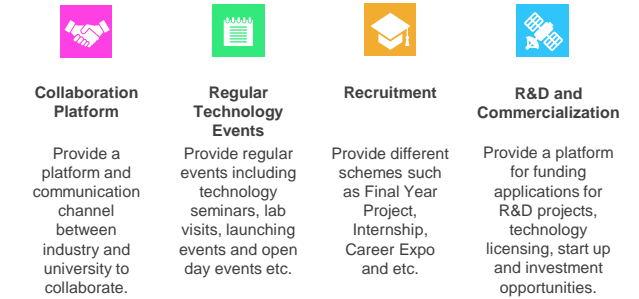 Collaboration
Platform
Provide a
platform and
communication
channel
between
industry and
university to
collaborate.
Regular
Technology
Events
Provide regular
events including
technology
seminars, lab
visits, launching
events and open
day events etc.
Recruitment
Provide different
schemes such
as Final Year
Project,
Internship,
Career Expo
and etc.
R&D and
Commercialization
Provide a platform
for funding
applications for
R&D projects,
technology
licensing, start up
and investment
opportunities.